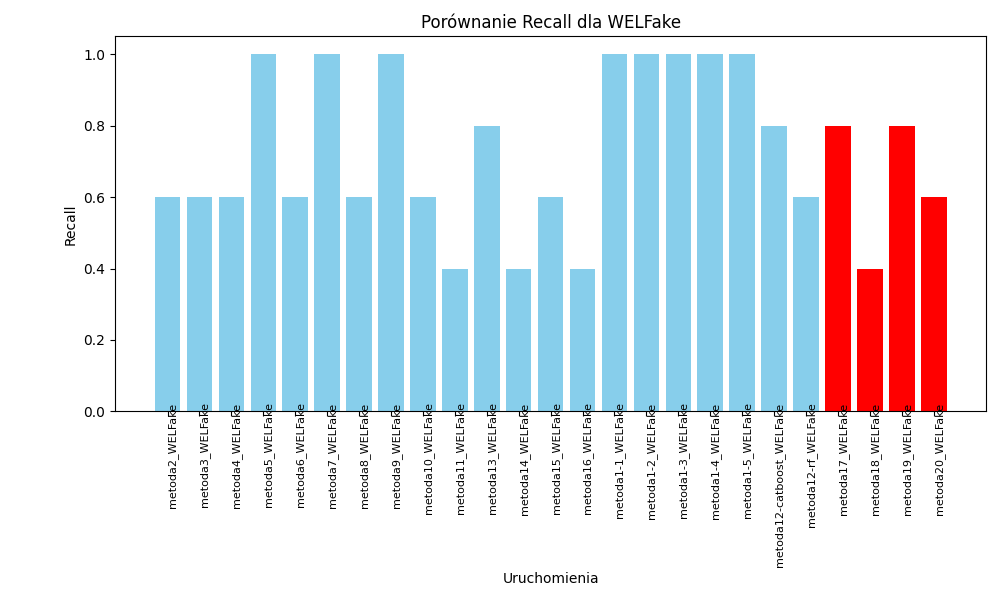 Porównanie Recall dla WELFake
1.0
0.8
0.6
0.4
0.2
0.0
Recall
metoda2_WELFake
metoda3_WELFake
metoda4_WELFake
metoda5_WELFake
metoda6_WELFake
metoda7_WELFake
metoda8_WELFake
metoda9_WELFake
metoda10_WELFake
metoda11_WELFake
metoda13_WELFake
metoda14_WELFake
metoda15_WELFake
metoda16_WELFake
metoda1-1_WELFake
metoda1-2_WELFake
metoda1-3_WELFake
metoda1-4_WELFake
metoda1-5_WELFake
metoda12-catboost_WELFake
metoda12-rf_WELFake
metoda17_WELFake
metoda18_WELFake
metoda19_WELFake
metoda20_WELFake
Uruchomienia